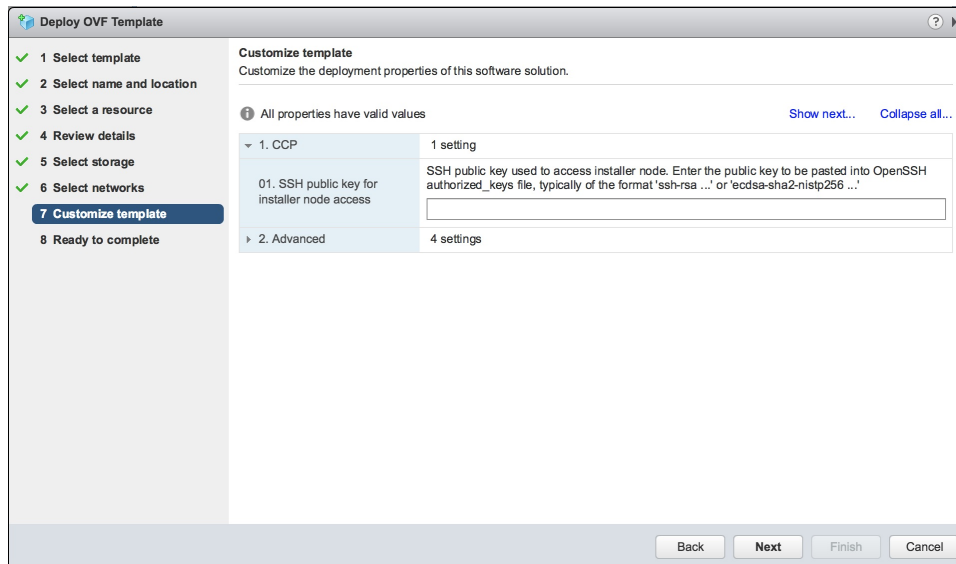 Deploy OVF Template
?
1 Select template
2 Select name and location
3 Select a resource
4 Review details
5 Select storage
6 Select networks
7 Customize template
8 Ready to complete
Customize template
Customize the deployment properties of this software solution.
All properties have valid values
Show next...
Collapse all...
1. CCP
1 setting
01. SSH public key for
installer node access
SSH public key used to access installer node. Enter the public key to be pasted into OpenSSH
authorized_keys file, typically of the format 'ssh-rsa ...' or 'ecdsa-sha2-nistp256 ...'
2. Advanced
4 settings
Back
Next
Finish
Cancel